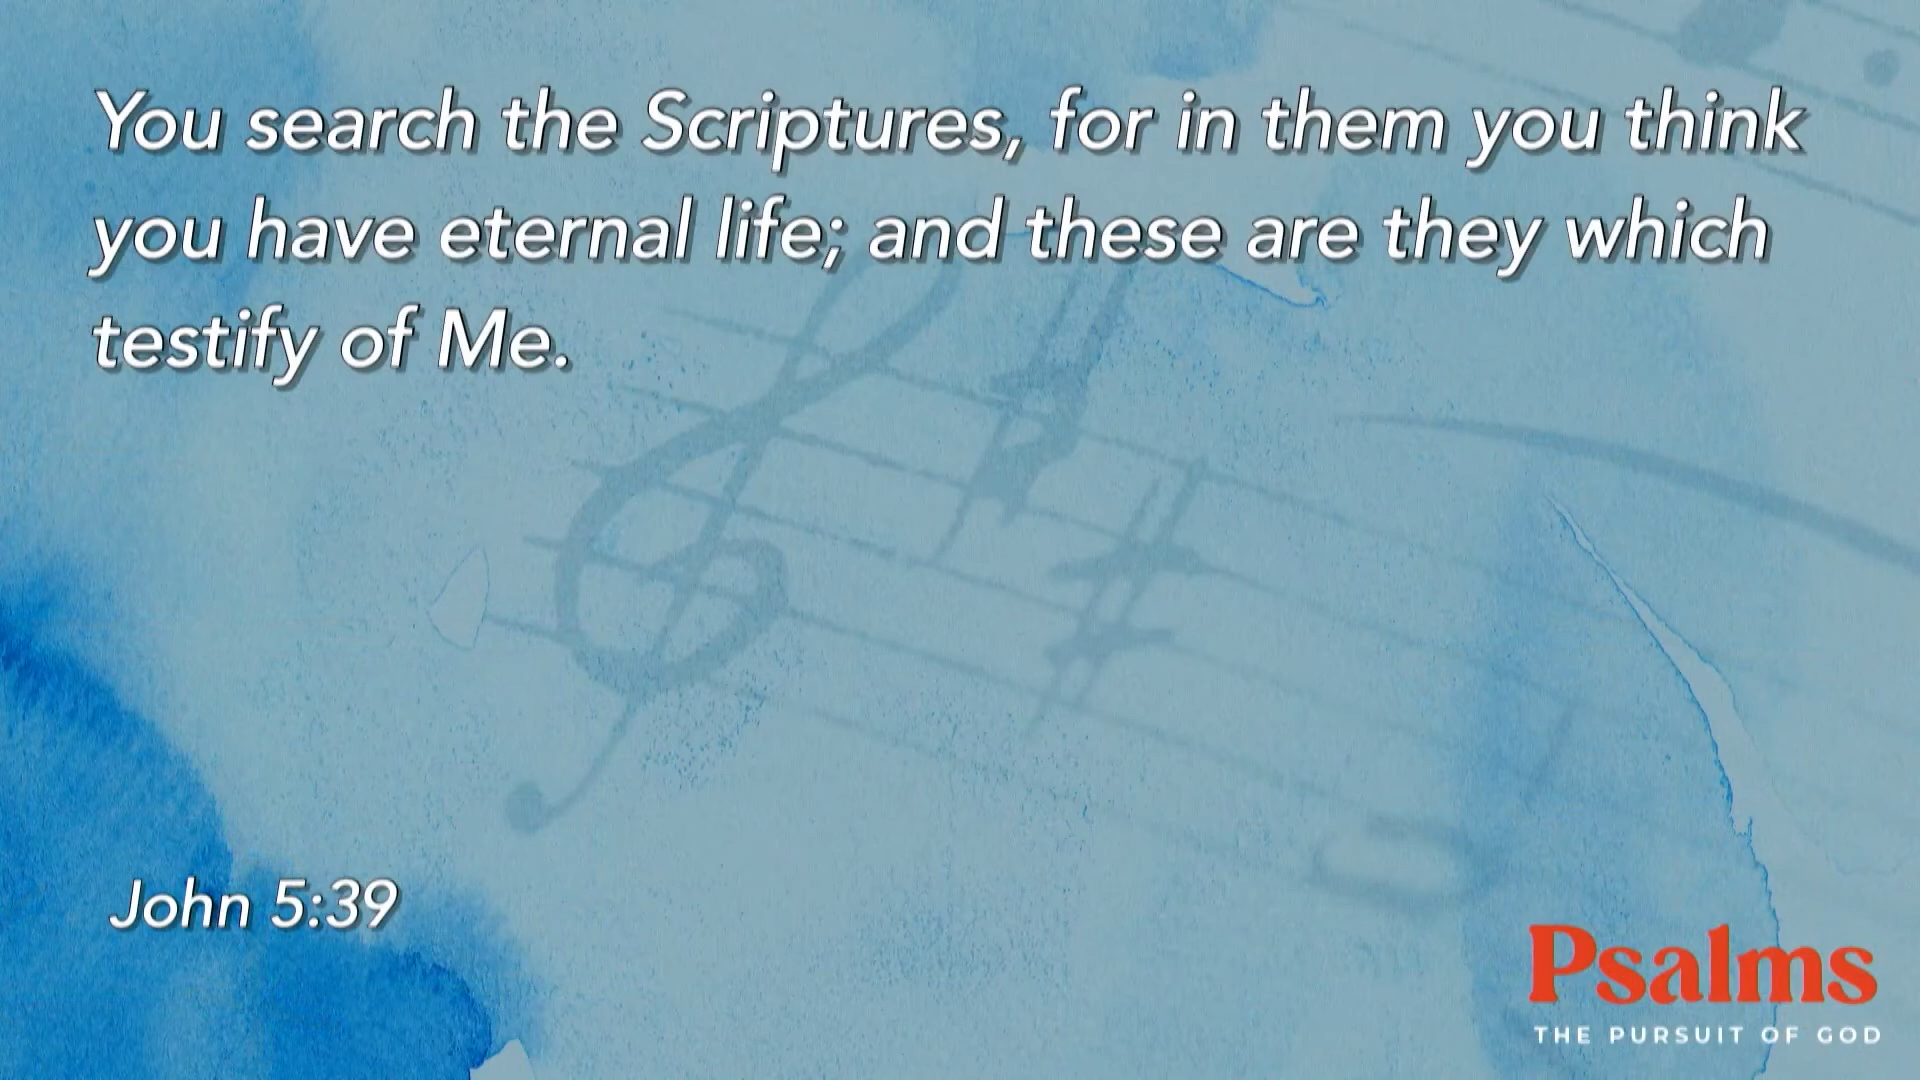 You search the Scriptures, for in them you think
you have eternal life; and these are they which
testify of Me.
John 5:39
Psalms
THE PURSUIT OF GOD